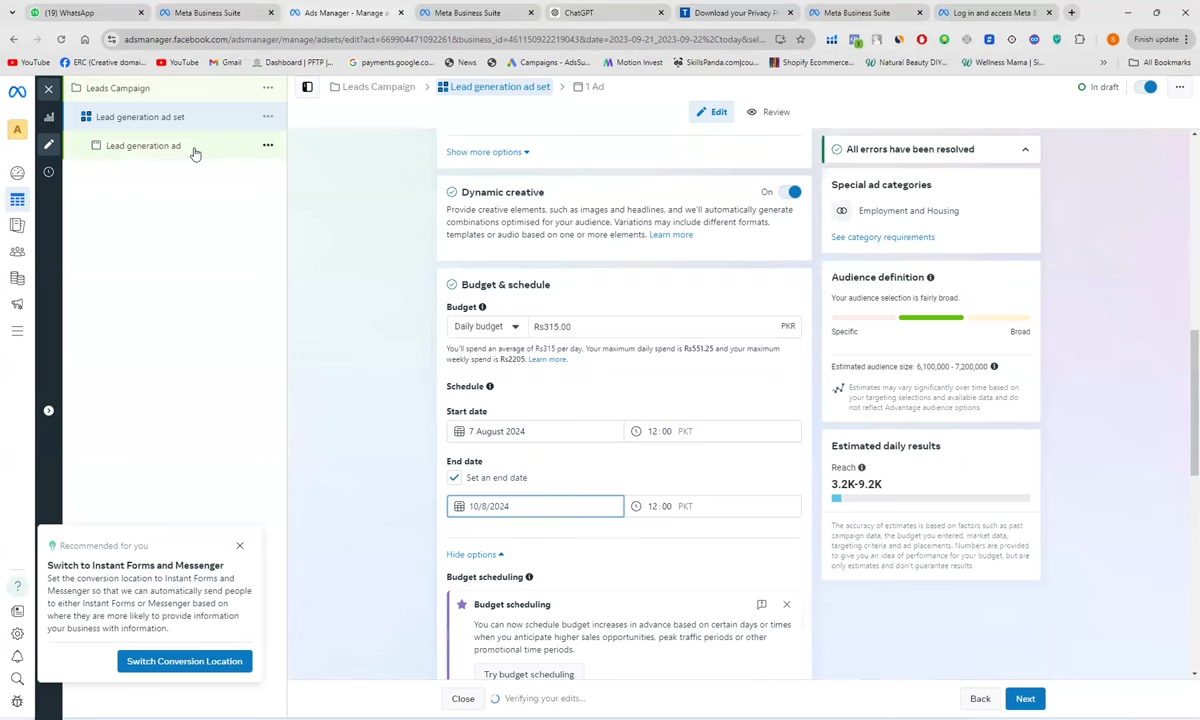 (19) WhatsApp
Meta Business Suite
Ads Manager - Manage a
Meta Business Suite
ChatGPT
Download your Privacy P
Meta Business Suite
Log in and access Meta B
adsmanager.facebook.com/adsmanager/manage/adsets/edit?act=669904471092261&business_id=461150922219043&date=2023-09-21_2023-09-22%2Ctoday&sel...
Finish update
YouTube
ERC (Creative domai...
YouTube
Gmail
Dashboard | PFTP |...
payments.google.co...
News
Campaigns - AdsSu...
Motion Invest
SkillsPanda.com|cou...
Shopify Ecommerce...
Natural Beauty DIY...
Wellness Mama | Si...
All Bookmarks
A
Leads Campaign
Lead generation ad set
Lead generation ad
Leads Campaign
Lead generation ad set
1 Ad
In draft
Edit
Review
Show more options
Dynamic creative
On
Provide creative elements, such as images and headlines, and we'll automatically generate
combinations optimised for your audience. Variations may include different formats,
templates or audio based on one or more elements. Learn more
Budget & schedule
Budget
Daily budget
Rs315.00
PKR
You'll spend an average of Rs315 per day. Your maximum daily spend is Rs551.25 and your maximum
weekly spend is Rs2205. Learn more.
Schedule
Start date
7 August 2024
12:00 PKT
End date
Set an end date
10/8/2024
12:00 PKT
Hide options
Budget scheduling
Budget scheduling
You can now schedule budget increases in advance based on certain days or times
when you anticipate higher sales opportunities, peak traffic periods or other
promotional time periods.
Try budget scheduling
Close
Verifying your edits...
Back
Next
All errors have been resolved
Special ad categories
Employment and Housing
See category requirements
Audience definition
Your audience selection is fairly broad.
Specific
Broad
Estimated audience size: 6,100,000 - 7,200,000
Estimates may vary significantly over time based on
your targeting selections and available data and do
not reflect Advantage audience options.
Estimated daily results
Reach
3.2K-9.2K
The accuracy of estimates is based on factors such as past
campaign data, the budget you entered, market data,
targeting criteria and ad placements. Numbers are provided
to give you an idea of performance for your budget, but are
only estimates and don't guarantee results.
Recommended for you
Switch to Instant Forms and Messenger
Set the conversion location to Instant Forms and
Messenger so that we can automatically send people
to either Instant Forms or Messenger based on
where they are more likely to provide information
your business with information.
Switch Conversion Location